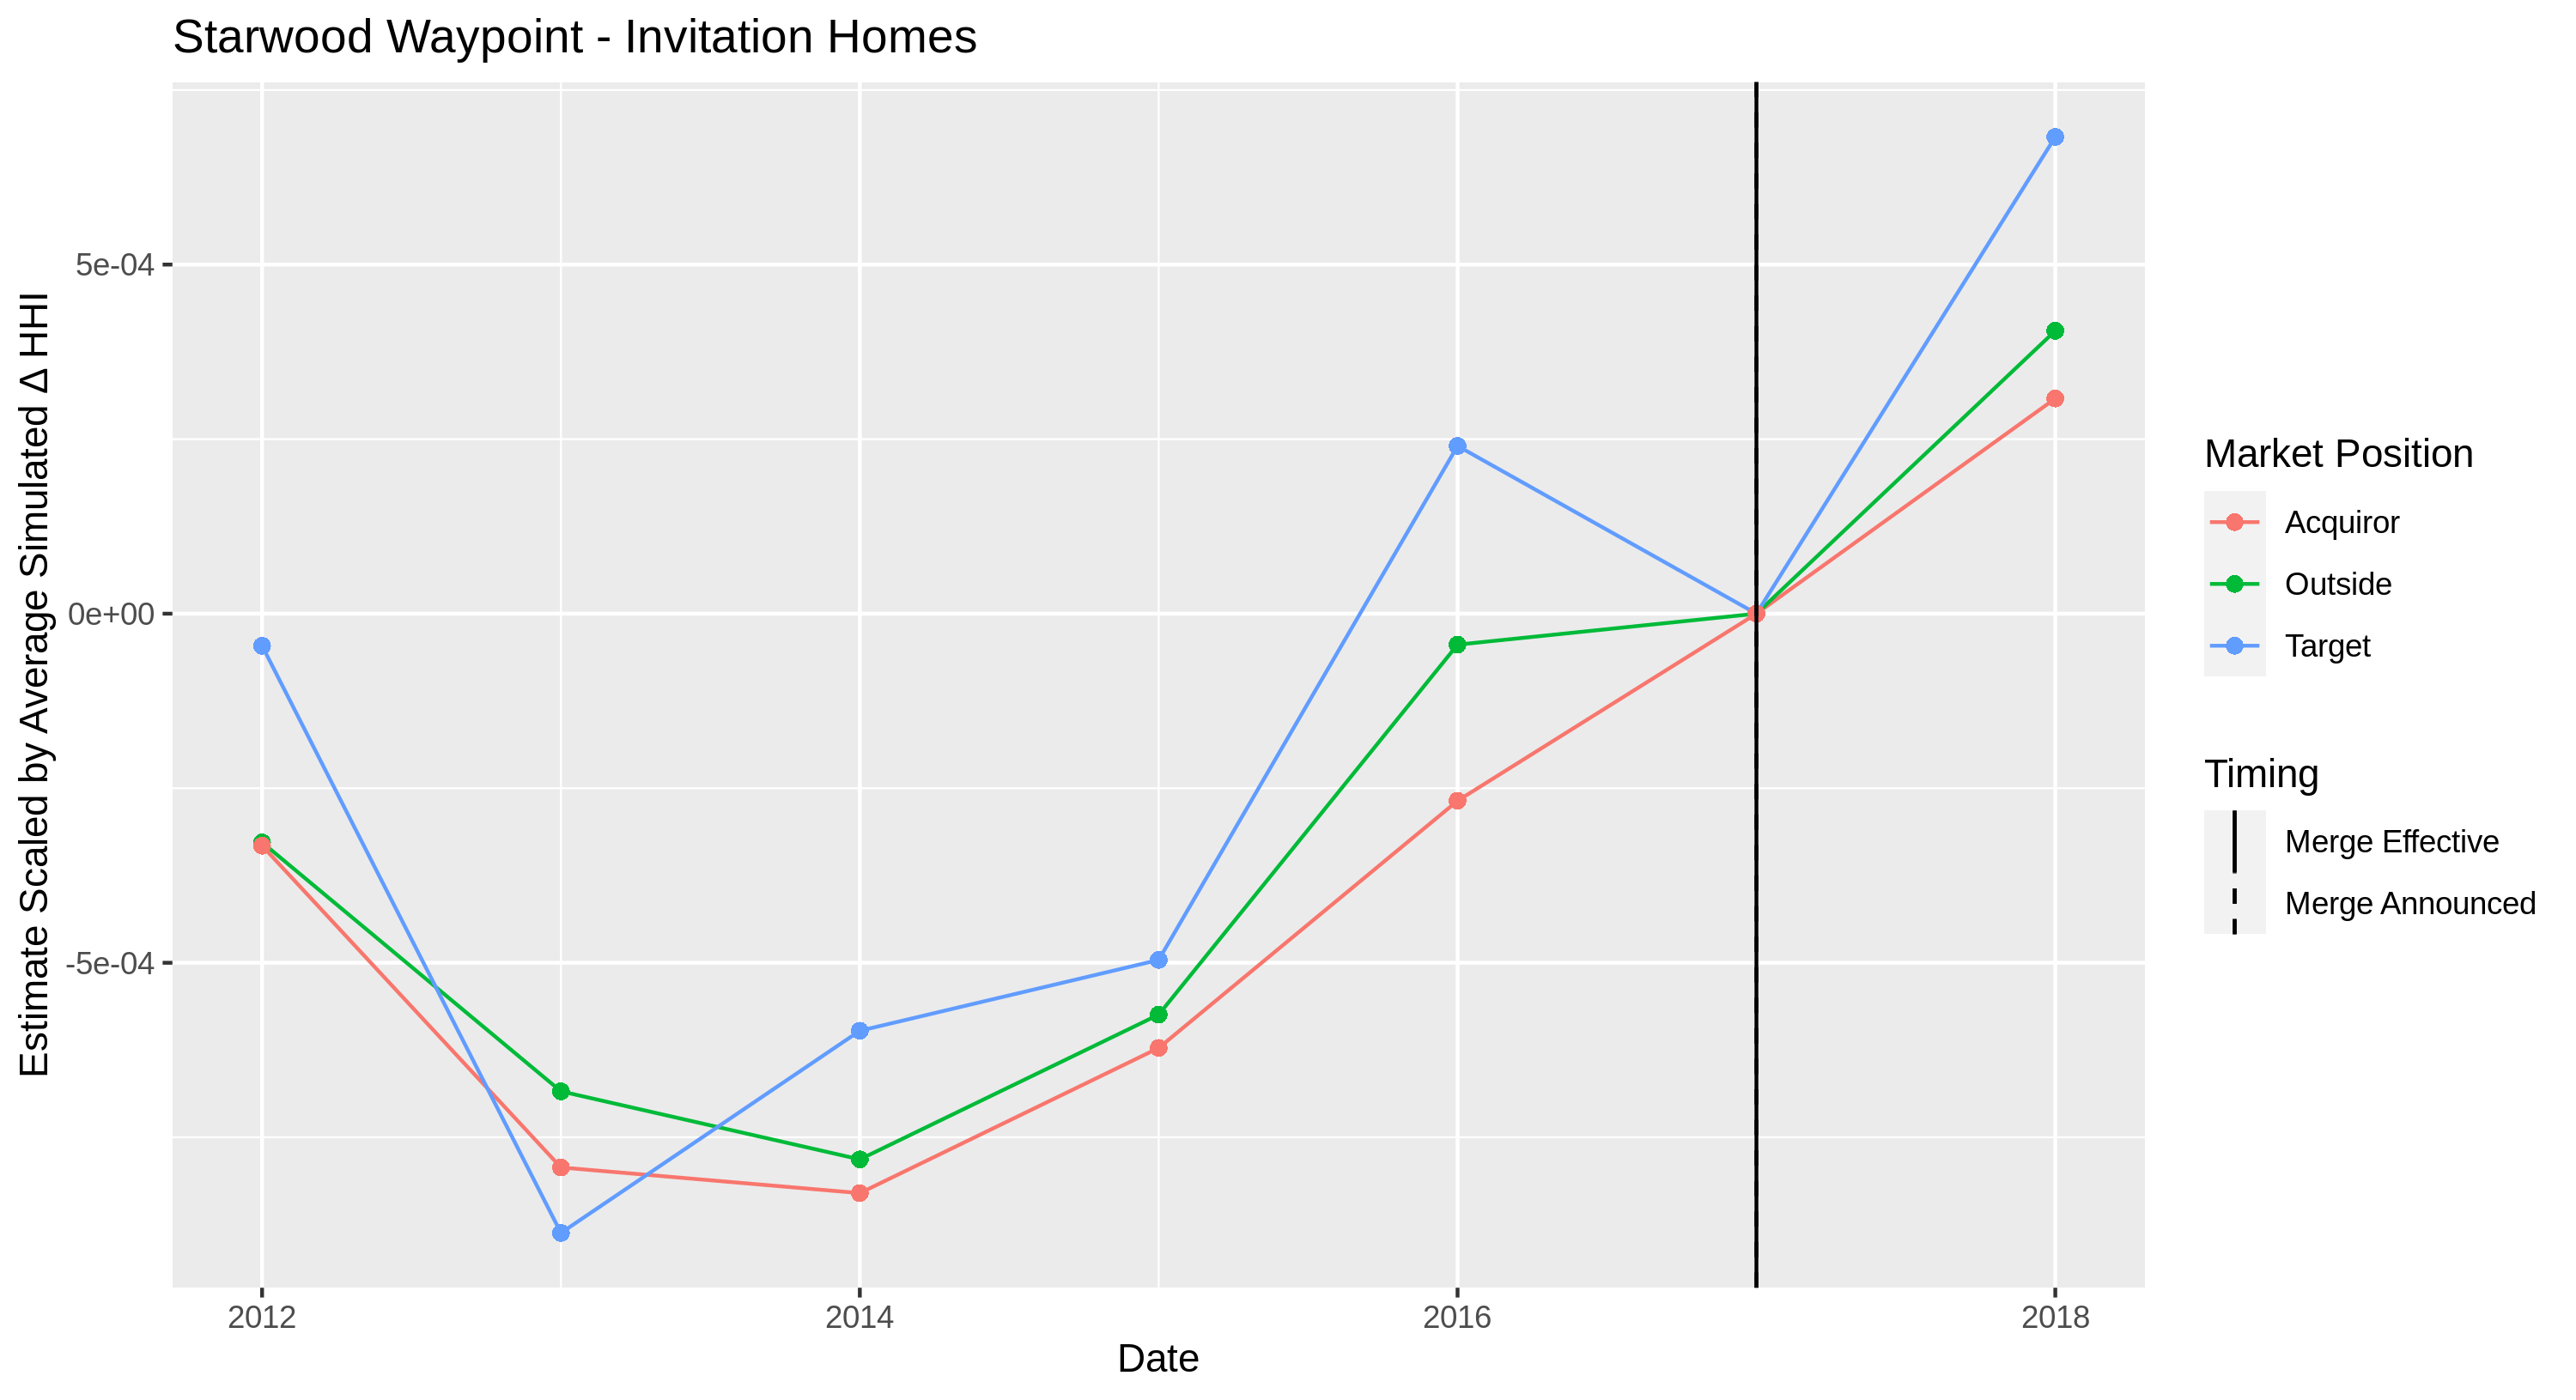 Starwood Waypoint - Invitation Homes
Estimate Scaled by Average Simulated Δ HHI
5e-04
0e+00
-5e-04
2012
2014
2016
2018
Date
Market Position
Acquiror
Outside
Target
Timing
Merge Effective
Merge Announced